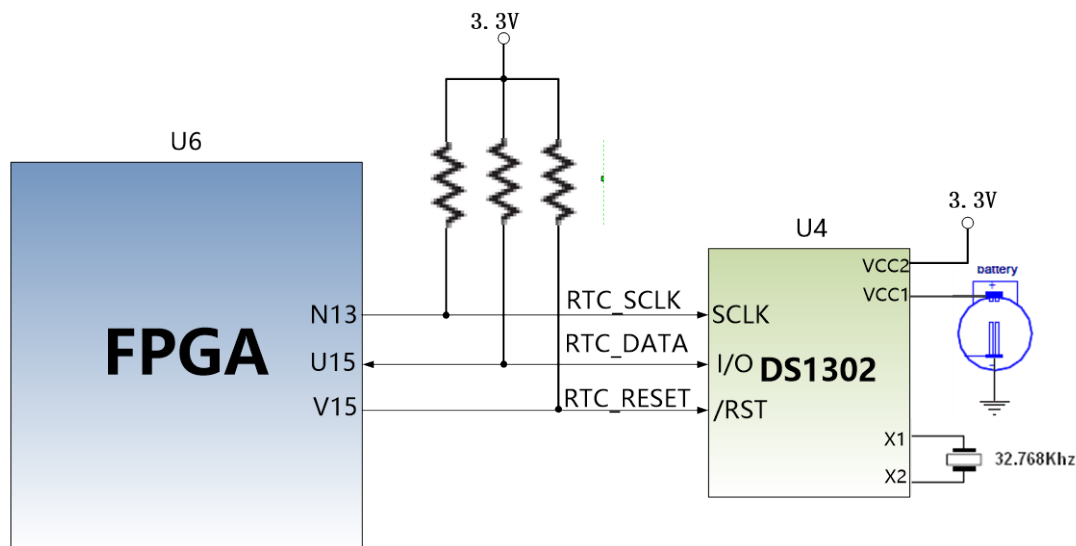 3.3V
U6
U4
3.3V
VCC2
battery
+
VCC1
N13
RTC_SCLK
SCLK
FPGA
U15
RTC_DATA
I/O
DS1302
-
V15
RTC_RESET
/RST
X1
32.768Khz
X2